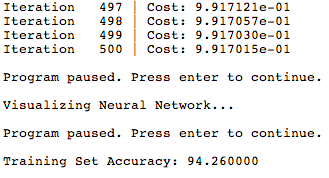 Iteration   497 | Cost: 9.917121e-01
Iteration   498 | Cost: 9.917057e-01
Iteration   499 | Cost: 9.917030e-01
Iteration   500 | Cost: 9.917015e-01
Program paused. Press enter to continue.
Visualizing Neural Network...
Program paused. Press enter to continue.
Training Set Accuracy: 94.260000